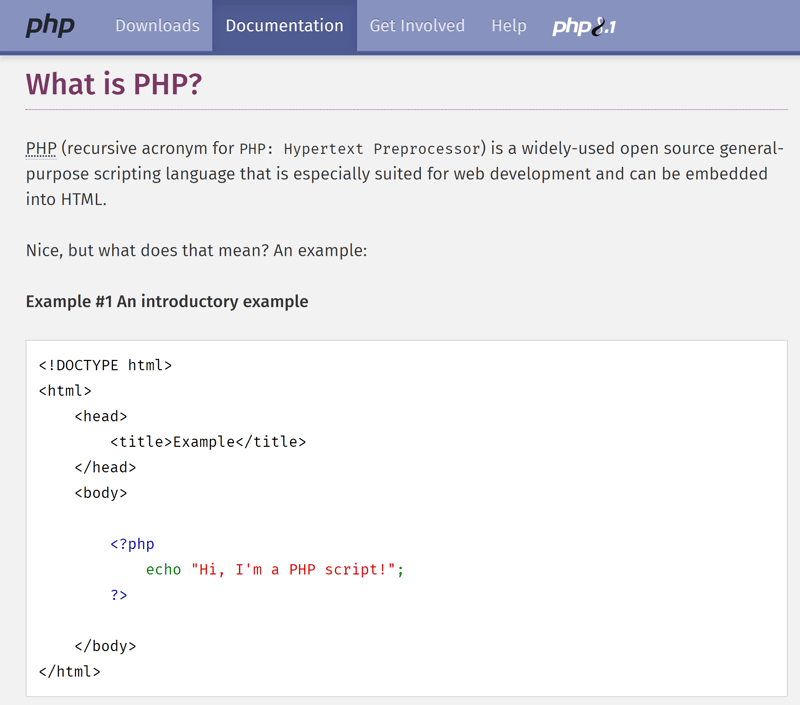 php Downloads Documentation Get Involved Help php8.1
What is PHP?
PHP (recursive acronym for PHP: Hypertext Preprocessor) is a widely-used open source general-
purpose scripting language that is especially suited for web development and can be embedded
into HTML.
Nice, but what does that mean? An example:
Example #1 An introductory example
<!DOCTYPE html>
<html>
    <head>
        <title>Example</title>
    </head>
    <body>
        <?php
            echo "Hi, I'm a PHP script!";
        ?>
    </body>
</html>